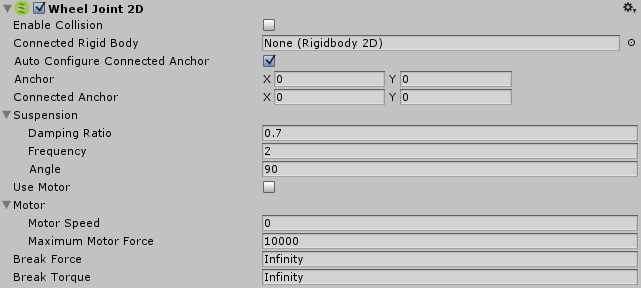 Wheel Joint 2D
Enable Collision
Connected Rigid Body None (Rigidbody 2D)
Auto Configure Connected Anchor
Anchor X 0 Y 0
Connected Anchor X 0 Y 0
Suspension
Damping Ratio 0.7
Frequency 2
Angle 90
Use Motor
Motor
Motor Speed 0
Maximum Motor Force 10000
Break Force Infinity
Break Torque Infinity